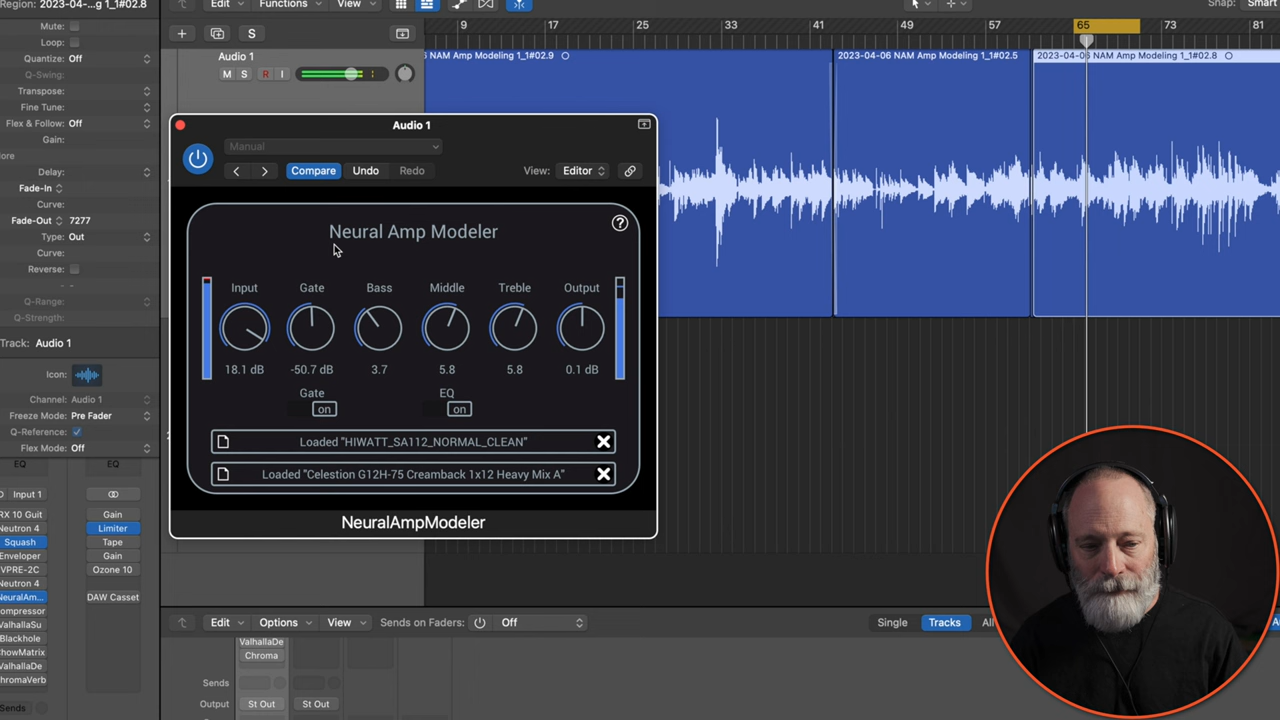 Region: 2023-04-...g 1_1#02.8
Mute:
Loop:
Quantize: Off
Q-Swing:
Transpose:
Fine Tune:
Flex & Follow: Off
Gain:
ore
Delay:
Fade-In
Curve:
Fade-Out 7277
Type: Out
Curve:
Reverse:
- -
Q-Range:
Q-Strength:
Track: Audio 1
Icon:
Channel: Audio 1
Freeze Mode: Pre Fader
Q-Reference:
Flex Mode: Off
EQ EQ
Input 1
RX 10 Guit Gain
Neutron 4 Limiter
Squash Tape
Enveloper Gain
VPRE-2C Ozone 10
Neutron 4
NeuralAm... DAW Casset
ompressor
ValhallaSu
Blackhole
ChowMatrix
ValhallaDe
ChromaVerb
Sends
Edit Functions View
Snap: Smart
9 17 25 33 41 49 57 65 73 81
S
Audio 1
M S R I
NAM Amp Modeling 1_1#02.9
2023-04-06 NAM Amp Modeling 1_1#02.5
2023-04-06 NAM Amp Modeling 1_1#02.8
Audio 1
Manual
Compare Undo Redo View: Editor
Neural Amp Modeler
?
Input Gate Bass Middle Treble Output
18.1 dB -50.7 dB 3.7 5.8 5.8 0.1 dB
Gate EQ
on on
Loaded "HIWATT_SA112_NORMAL_CLEAN"
Loaded "Celestion G12H-75 Creamback 1x12 Heavy Mix A"
NeuralAmpModeler
Edit Options View Sends on Faders: Off Single Tracks All
ValhallaDe
Chroma
Sends
Output St Out St Out